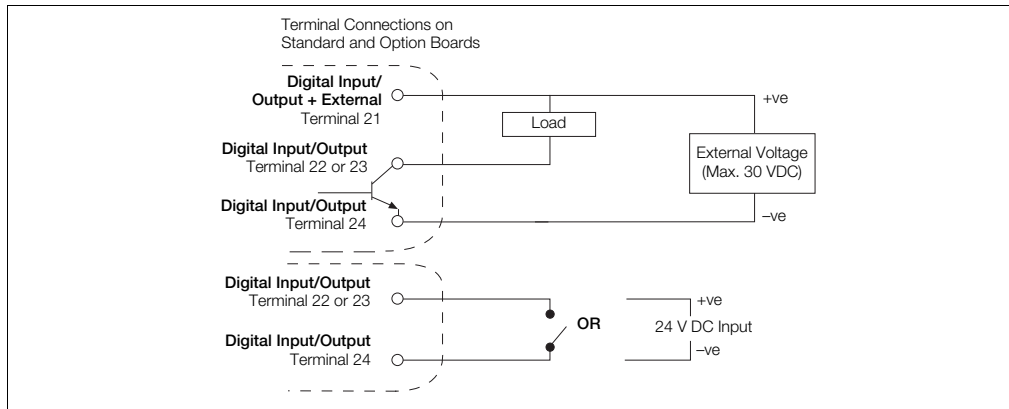 Terminal Connections on
Standard and Option Boards
Digital Input/
Output + External
Terminal 21
+ve
Load
Digital Input/Output
Terminal 22 or 23
External Voltage
(Max. 30 VDC)
Digital Input/Output
Terminal 24
–ve
Digital Input/Output
Terminal 22 or 23
+ve
OR
24 V DC Input
Digital Input/Output
Terminal 24
–ve